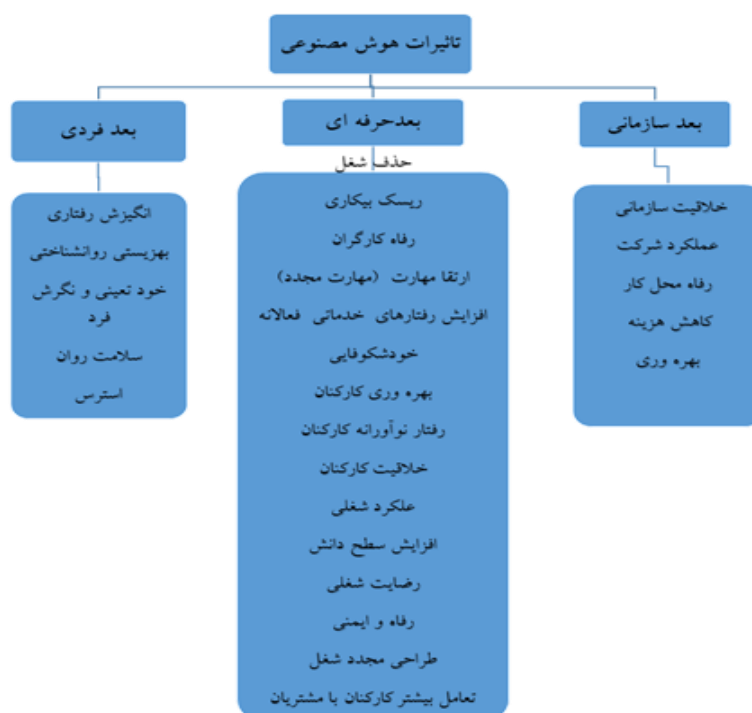 تاثیرات هوش مصنوعی
بعد سازمانی
خلاقیت سازمانی
عملکرد شرکت
رفاه محل کار
کاهش هزینه
بهره وری
بعدحرفه ای
حذف شغل
ریسک بیکاری
رفاه کارگران
ارتقا مهارت (مهارت مجدد)
افزایش رفتارهای خدماتی فعالانه
خودشکوفایی
بهره وری کارکنان
رفتار نوآورانه کارکنان
خلاقیت کارکنان
علکرد شغلی
افزایش سطح دانش
رضایت شغلی
رفاه و ایمنی
طراحی مجدد شغل
تعامل بیشتر کارکنان با مشتریان
بعد فردی
انگیزش رفتاری
بهزیستی روانشناختی
خود تعینی و نگرش
فرد
سلامت روان
استرس